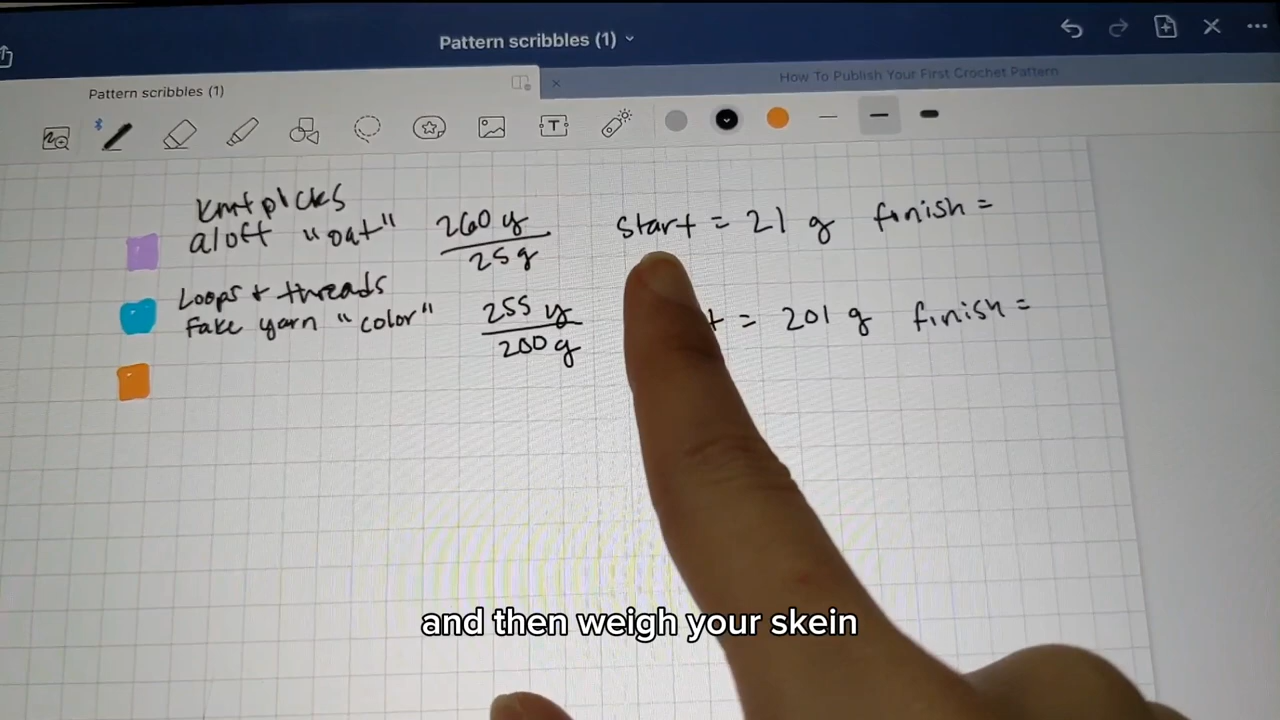 Pattern scribbles (1)
Pattern scribbles (1)
How To Publish Your First Crochet Pattern
T
Knitpicks
aloft "oat" 260 y / 25 g start = 21 g finish =
Loops + threads
Fake yarn "color" 255 y / 200 g t = 201 g finish =
and then weigh your skein